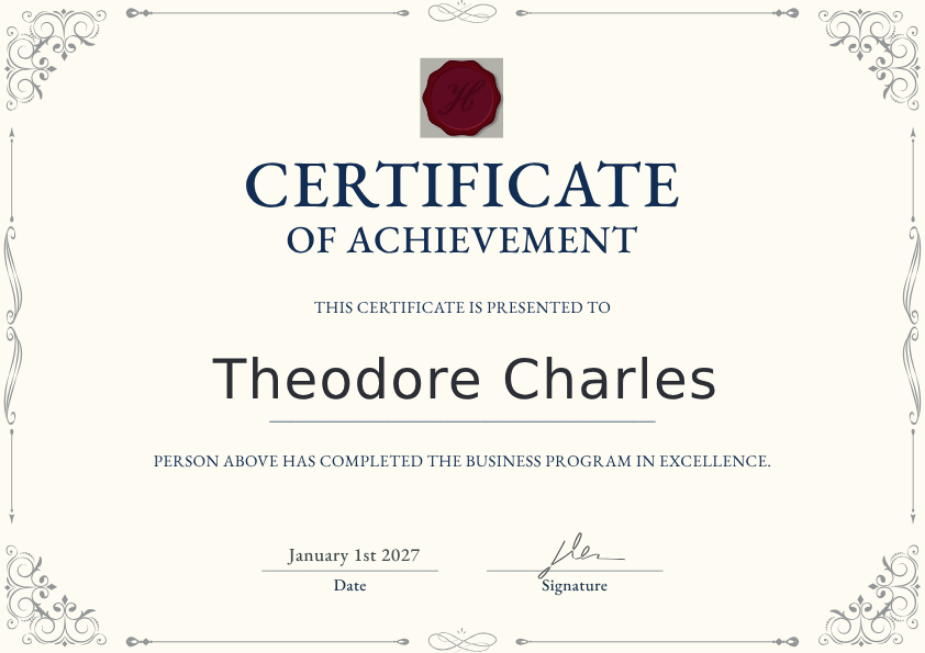 CERTIFICATE
OF ACHIEVEMENT
THIS CERTIFICATE IS PRESENTED TO
Theodore Charles
PERSON ABOVE HAS COMPLETED THE BUSINESS PROGRAM IN EXCELLENCE.
January 1st 2027
Date
Signature